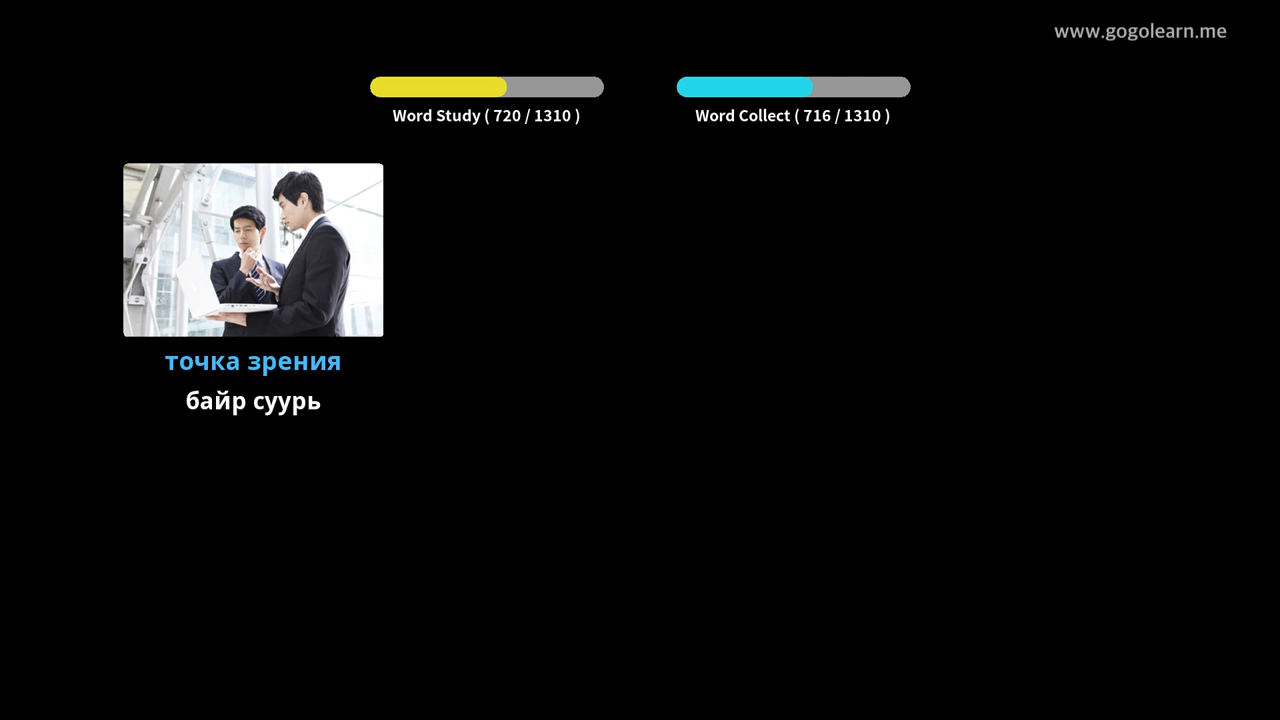 www.gogolearn.me
Word Study ( 720 / 1310 )
Word Collect ( 716 / 1310 )
точка зрения
байр суурь